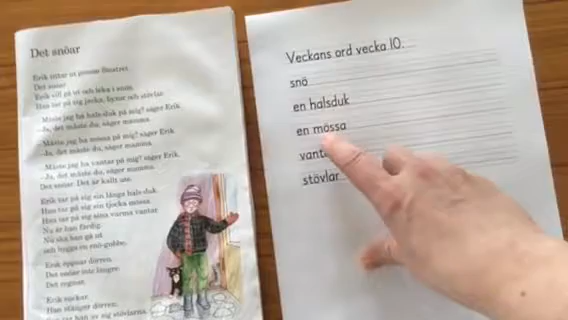 Det snöar
Erik tittar ut genom fönstret.
Det snöar.
Erik vill gå ut och leka i snön.
Han tar på sig jacka, byxor och stövlar.
Måste jag ha halsduk på mig? säger Erik.
Ja, det måste du, säger mamma.
Måste jag ha mössa på mig? säger Erik.
Ja, det måste du, säger mamma.
Måste jag ha vantar på mig? säger Erik.
Ja, det måste du, säger mamma.
Det snöar. Det är kallt ute.
Erik tar på sig sin långa hals-duk.
Han tar på sig sin tjocka mössa.
Han tar på sig sina varma vantar.
Nu är han färdig.
Nu ska han gå ut
och bygga en snö-gubbe.
Erik öppnar dörren.
Det snöar inte längre.
Det regnar.
Erik suckar.
Han stänger dörren.
Han tar av sig stövlarna.
Veckans ord vecka 10.
snö
en halsduk
en mössa
vanta
stövlar